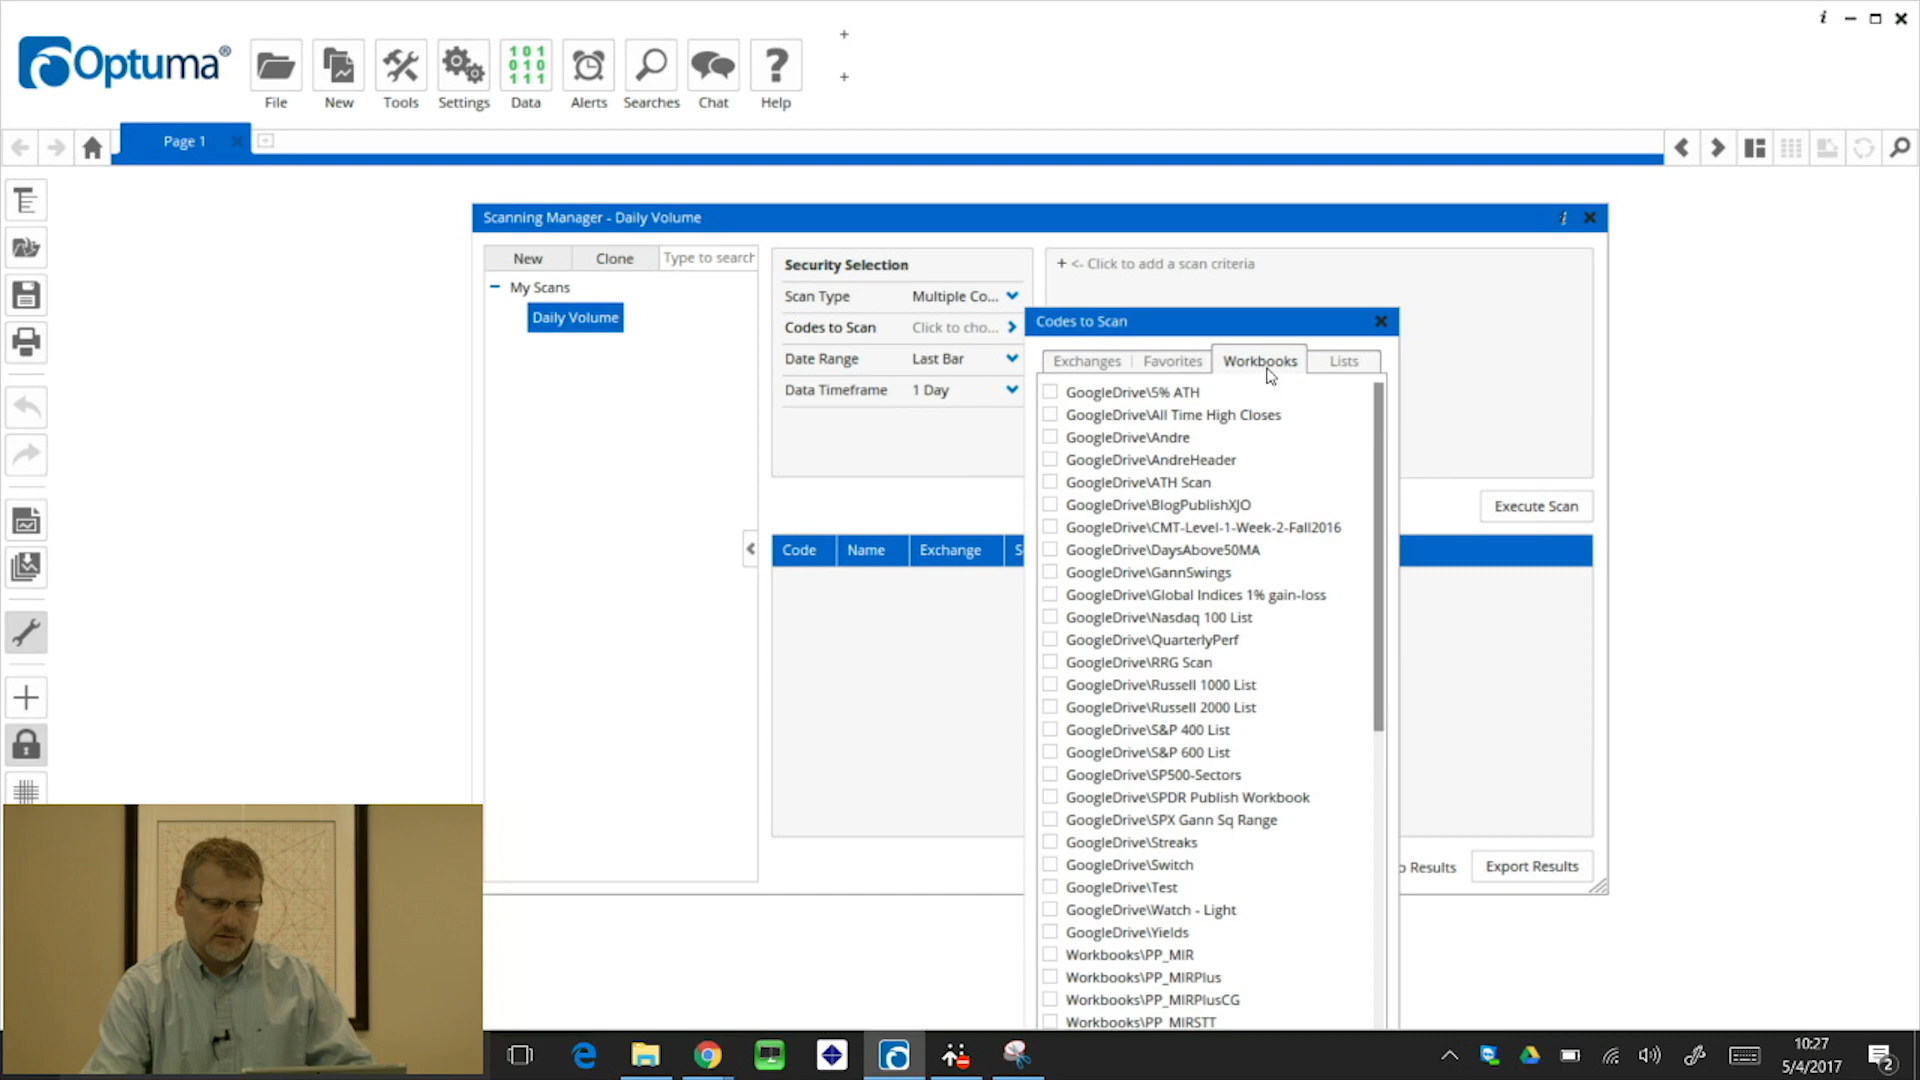 Optuma®
File
New
Tools
Settings
Data
Alerts
Searches
Chat
Help
Page 1
Scanning Manager - Daily Volume
New
Clone
Type to search
My Scans
Daily Volume
Security Selection
Scan Type
Multiple Co...
Codes to Scan
Click to cho...
Date Range
Last Bar
Data Timeframe
1 Day
+ <- Click to add a scan criteria
Codes to Scan
Exchanges
Favorites
Workbooks
Lists
GoogleDrive\5% ATH
GoogleDrive\All Time High Closes
GoogleDrive\Andre
GoogleDrive\AndreHeader
GoogleDrive\ATH Scan
GoogleDrive\BlogPublishXJO
GoogleDrive\CMT-Level-1-Week-2-Fall2016
GoogleDrive\DaysAbove50MA
GoogleDrive\GannSwings
GoogleDrive\Global Indices 1% gain-loss
GoogleDrive\Nasdaq 100 List
GoogleDrive\QuarterlyPerf
GoogleDrive\RRG Scan
GoogleDrive\Russell 1000 List
GoogleDrive\Russell 2000 List
GoogleDrive\S&P 400 List
GoogleDrive\S&P 600 List
GoogleDrive\SP500-Sectors
GoogleDrive\SPDR Publish Workbook
GoogleDrive\SPX Gann Sq Range
GoogleDrive\Streaks
GoogleDrive\Switch
GoogleDrive\Test
GoogleDrive\Watch - Light
GoogleDrive\Yields
Workbooks\PP_MIR
Workbooks\PP_MIRPlus
Workbooks\PP_MIRPlusCG
Workbooks\PP_MIRSTT
Execute Scan
Code
Name
Exchange
Results
Export Results
10:27
5/4/2017
2